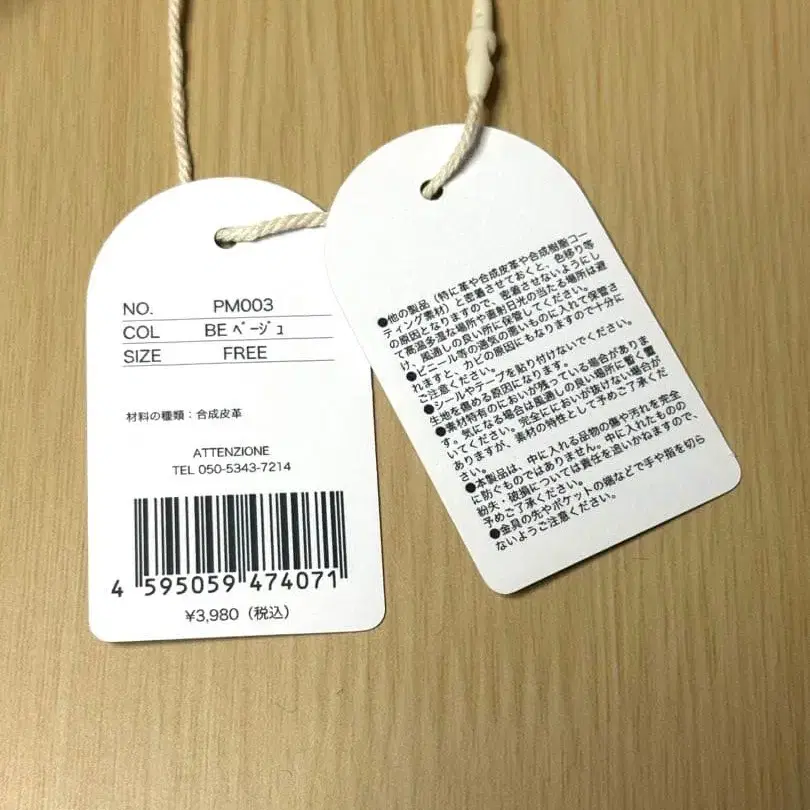 NO. PM003
COL BE ﾍﾞｰｼﾞｭ
SIZE FREE
材料の種類：合成皮革
ATTENZIONE
TEL 050-5343-7214
4 595059 474071
¥3,980（税込）
●他の製品（特に革や合成皮革や合成樹脂コー
ティング素材）と密着させておくと、色移り等
の原因となりますので、密着させないようにし
て高温多湿な場所や直射日光の当たる場所は避
け、風通しの良い所に保管してください。
●ビニール等の通気の悪いものに入れて保管さ
れますと、カビの原因にもなりますので十分に
ご注意ください。
●シールやテープを貼り付けないでください。
生地を傷める原因になります。
●素材特有のにおいが残っている場合がありま
す。気になる場合は風通しの良い場所に暫く置
いてください。完全ににおいが抜けない場合が
ありますが、素材の特性として予めご了承くだ
さい。
●本製品は、中に入れる品物の傷や汚れを完全
に防ぐものではありません。中に入れたものの
紛失・破損については責任を追いかねますので、
予めご了承ください。
●金具の先やポケットの端などで手や指を切ら
ないようご注意ください。